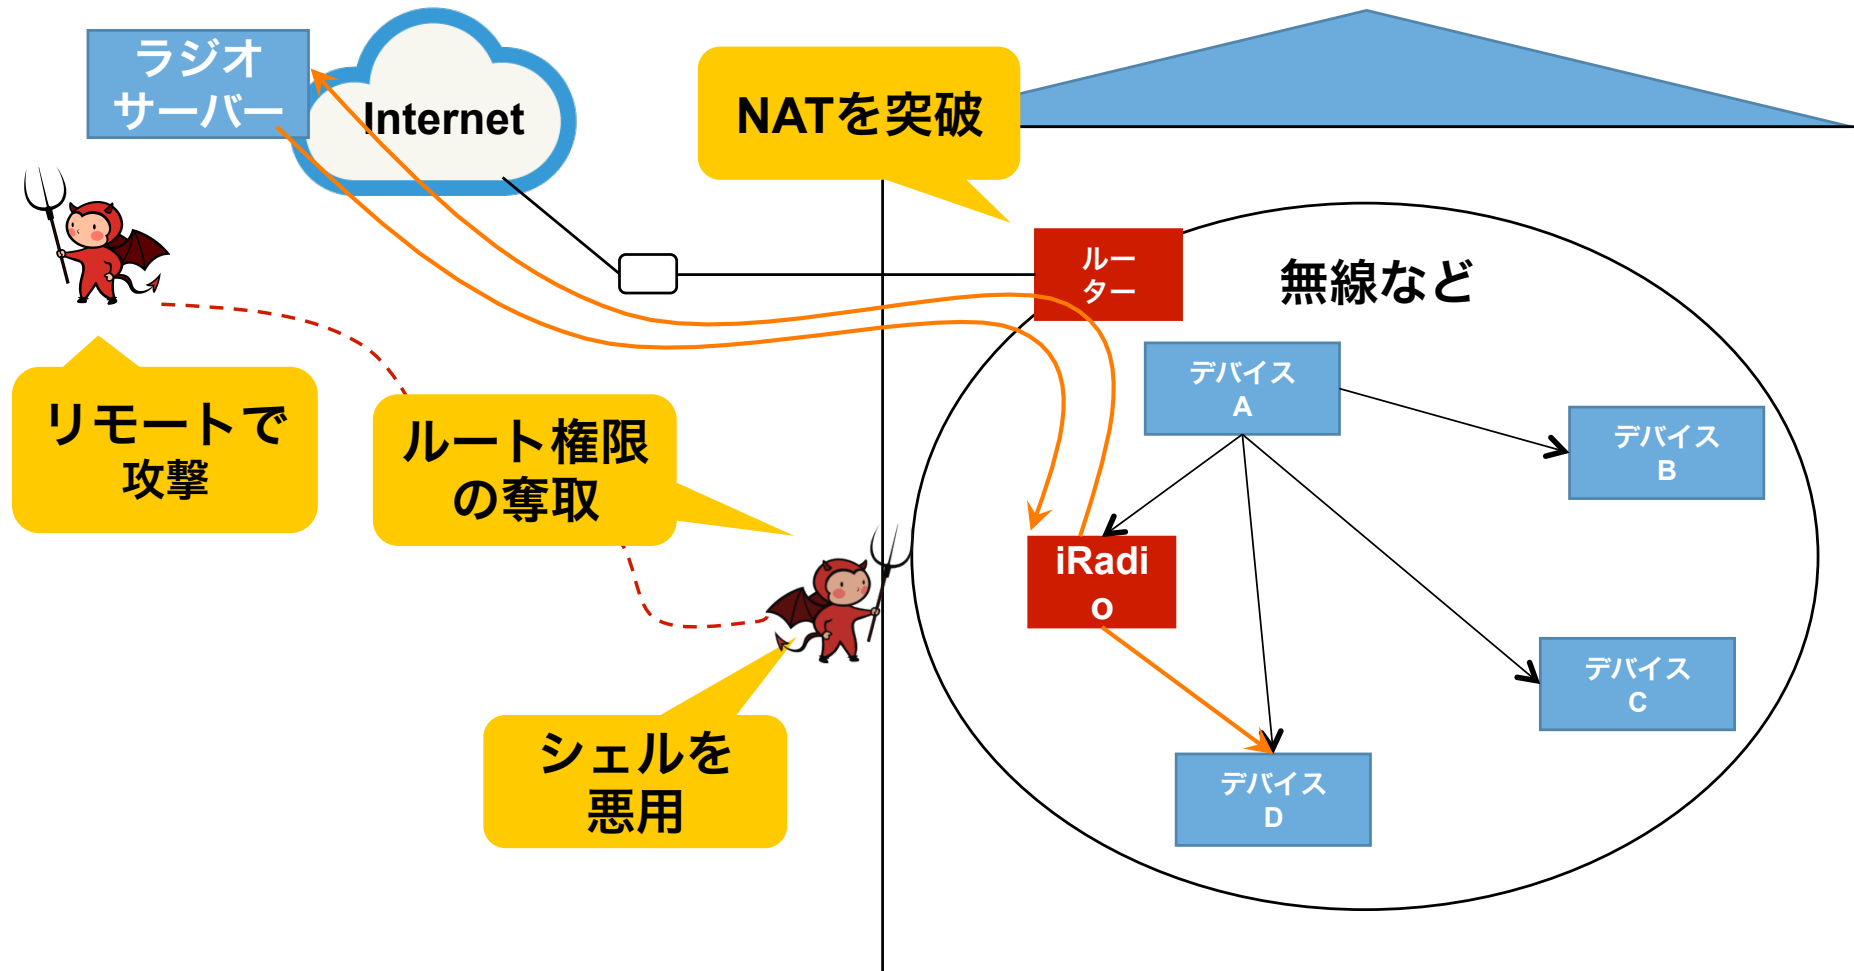 ラジオ
サーバー
Internet
NATを突破
ルー
ター
無線など
デバイス
A
デバイス
B
リモートで
攻撃
ルート権限
の奪取
iRadi
o
デバイス
C
シェルを
悪用
デバイス
D